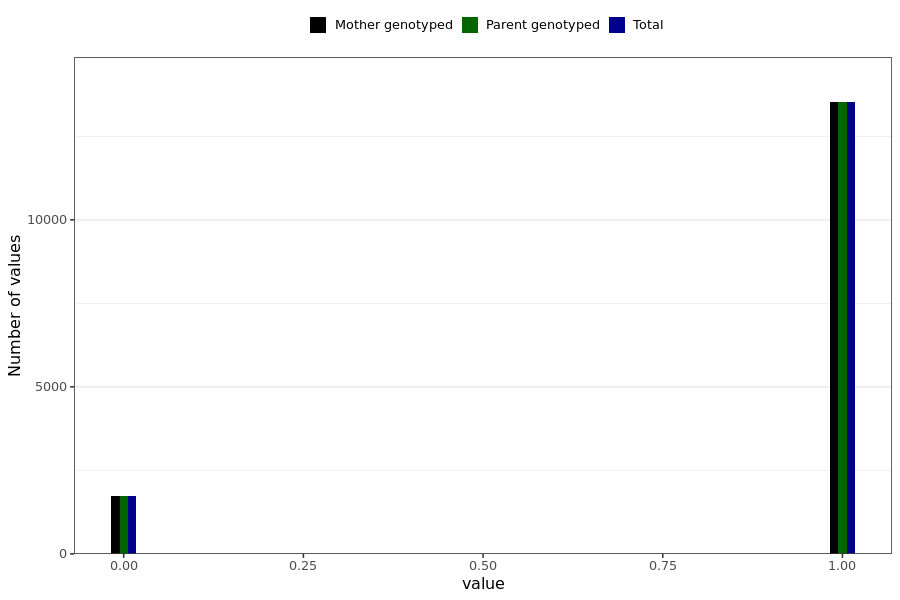 Mother genotyped Parent genotyped Total
Number of values
10000
5000
0
0.00 0.25 0.50 0.75 1.00
value